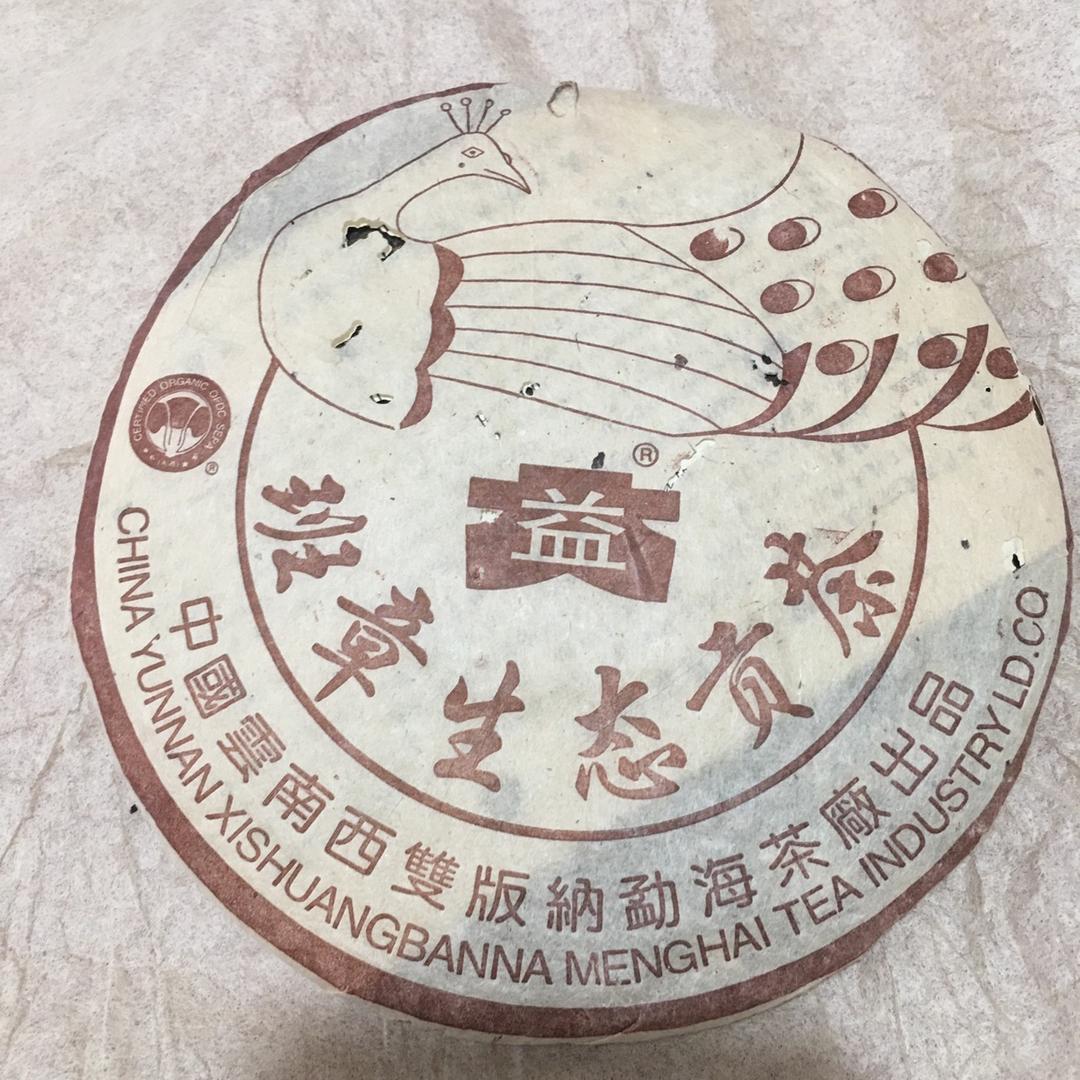 CERTIFIED ORGANIC OFDC SEPA
®
®
益
班章生态贡茶
中國雲南西雙版納勐海茶廠出品
CHINA YUNNAN XISHUANGBANNA MENGHAI TEA INDUSTRY LD.CO